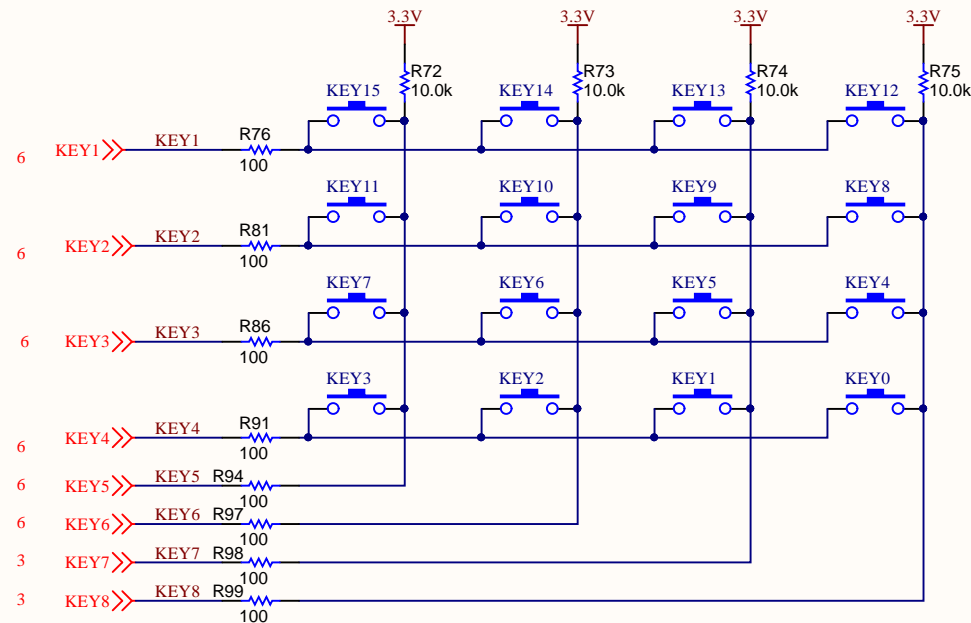 3.3V 3.3V 3.3V 3.3V
R72 R73 R74 R75
10.0k 10.0k 10.0k 10.0k
KEY15 KEY14 KEY13 KEY12
6 KEY1 KEY1 R76
100
KEY11 KEY10 KEY9 KEY8
6 KEY2 KEY2 R81
100
KEY7 KEY6 KEY5 KEY4
6 KEY3 KEY3 R86
100
KEY3 KEY2 KEY1 KEY0
6 KEY4 KEY4 R91
100
6 KEY5 KEY5 R94
100
6 KEY6 KEY6 R97
100
3 KEY7 KEY7 R98
100
3 KEY8 KEY8 R99
100